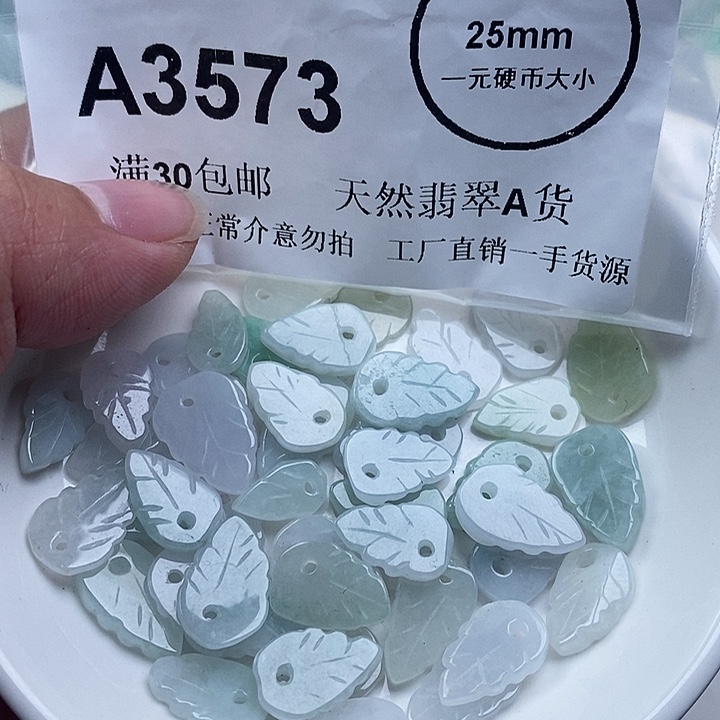 A3573
25mm
一元硬币大小
满30包邮 天然翡翠A货
正常介意勿拍 工厂直销一手货源